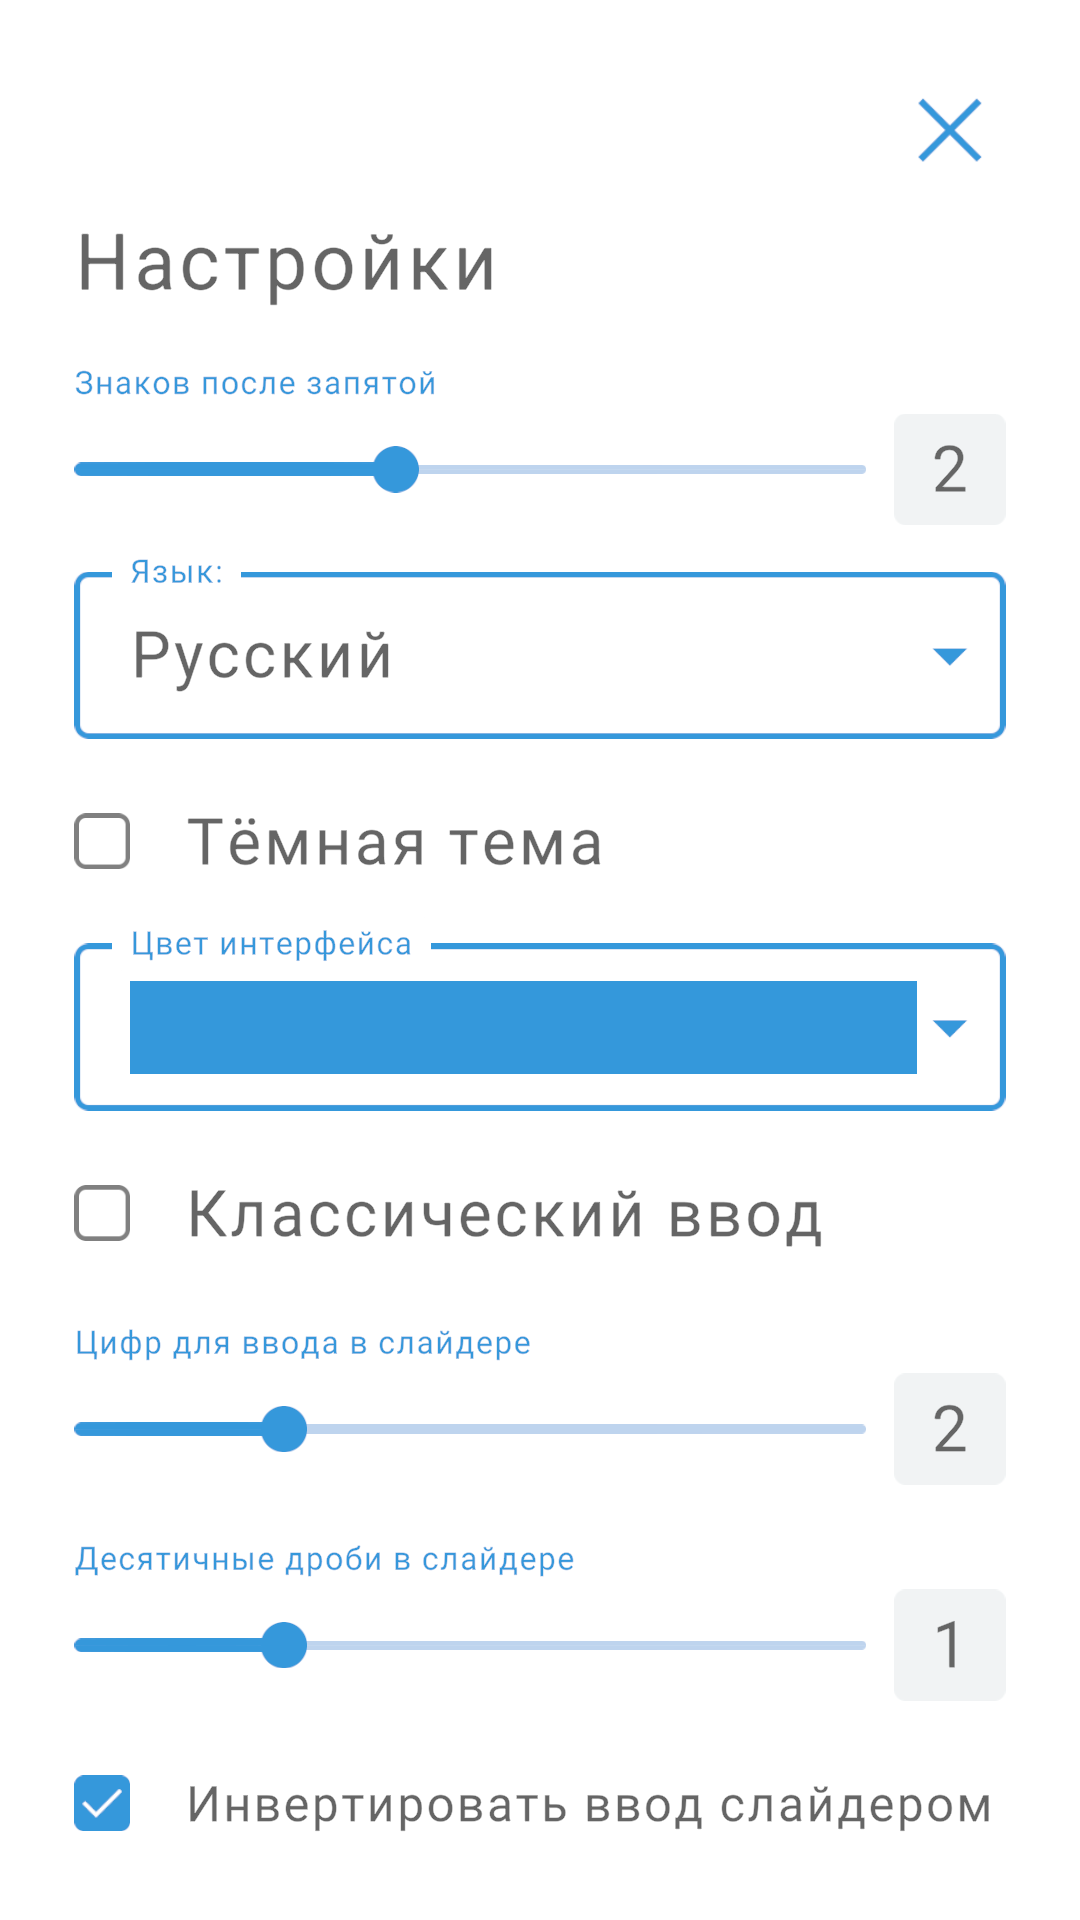 Настройки
Знаков после запятой
2
Язык:
Русский
Тёмная тема
Цвет интерфейса
Классический ввод
Цифр для ввода в слайдере
2
Десятичные дроби в слайдере
1
Инвертировать ввод слайдером